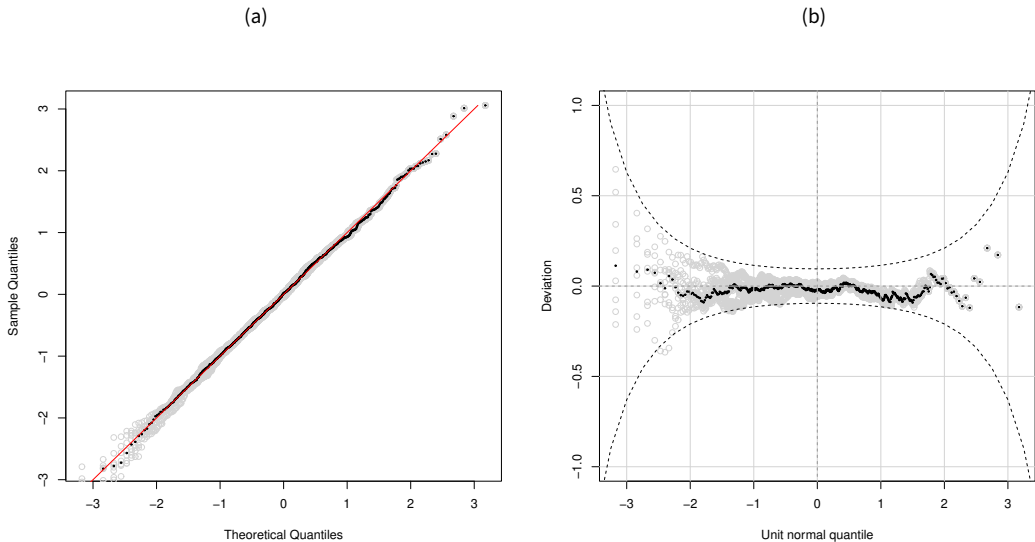 (a)
(b)
3
2
1
0
−1
−2
−3
Sample Quantiles
−3 −2 −1 0 1 2 3
Theoretical Quantiles
1.0
0.5
0.0
−0.5
−1.0
Deviation
−3 −2 −1 0 1 2 3
Unit normal quantile